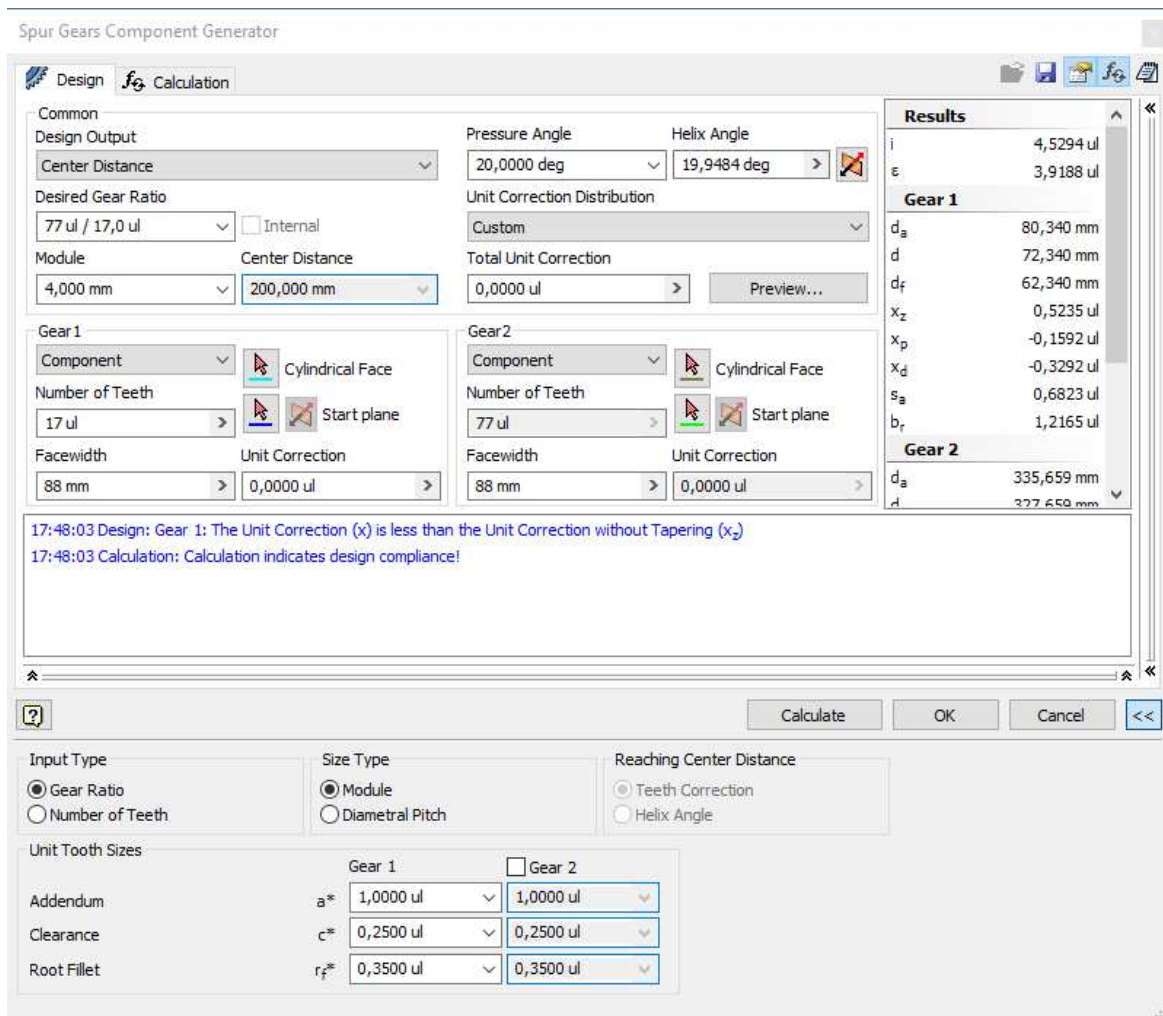 Spur Gears Component Generator
Design
Calculation
Common
Design Output
Center Distance
Pressure Angle
20,0000 deg
Helix Angle
19,9484 deg
Desired Gear Ratio
77 ul / 17,0 ul
Internal
Unit Correction Distribution
Custom
Module
4,000 mm
Center Distance
200,000 mm
Total Unit Correction
0,0000 ul
Preview...
Gear1
Component
Cylindrical Face
Number of Teeth
17 ul
Start plane
Facewidth
88 mm
Unit Correction
0,0000 ul
Gear2
Component
Cylindrical Face
Number of Teeth
77 ul
Start plane
Facewidth
88 mm
Unit Correction
0,0000 ul
Results
i 4,5294 ul
ε 3,9188 ul
Gear 1
da 80,340 mm
d 72,340 mm
df 62,340 mm
xz 0,5235 ul
xp -0,1592 ul
xd -0,3292 ul
sa 0,6823 ul
br 1,2165 ul
Gear 2
da 335,659 mm
d 327,659 mm
17:48:03 Design: Gear 1: The Unit Correction (x) is less than the Unit Correction without Tapering (xz)
17:48:03 Calculation: Calculation indicates design compliance!
Calculate
OK
Cancel
<<
Input Type
Gear Ratio
Number of Teeth
Size Type
Module
Diametral Pitch
Reaching Center Distance
Teeth Correction
Helix Angle
Unit Tooth Sizes
Gear 1
Gear 2
Addendum a* 1,0000 ul 1,0000 ul
Clearance c* 0,2500 ul 0,2500 ul
Root Fillet rf* 0,3500 ul 0,3500 ul